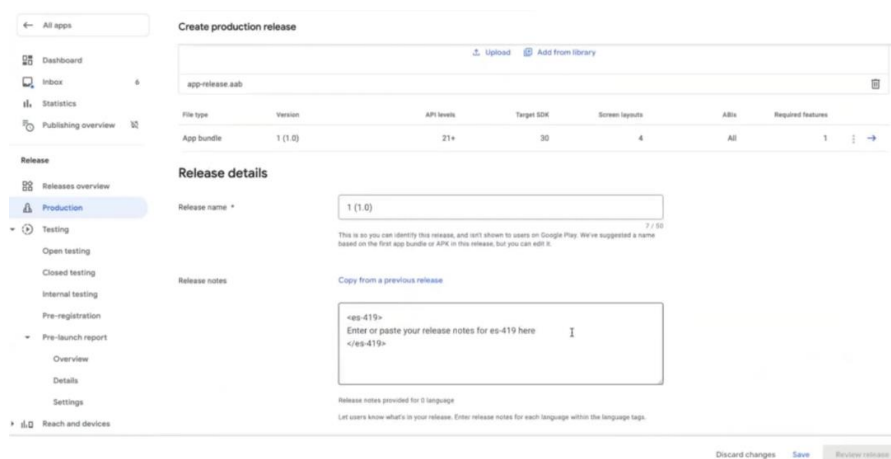 ← All apps
Create production release
Upload Add from library
Dashboard
Inbox 6
app-release.aab
Statistics
File type Version API levels Target SDK Screen layouts ABIs Required features
Publishing overview
App bundle 1 (1.0) 21+ 30 4 All 1
Release
Release details
Releases overview
Production
Release name * 1 (1.0)
7 / 50
Testing
This is so you can identify this release, and isn't shown to users on Google Play. We've suggested a name
based on the first app bundle or APK in this release, but you can edit it.
Open testing
Closed testing
Release notes Copy from a previous release
Internal testing
Pre-registration
<es-419>
Enter or paste your release notes for es-419 here
</es-419>
Pre-launch report
Overview
Details
Settings
Release notes provided for 0 language
Let users know what's in your release. Enter release notes for each language within the language tags.
Reach and devices
Discard changes Save Review release